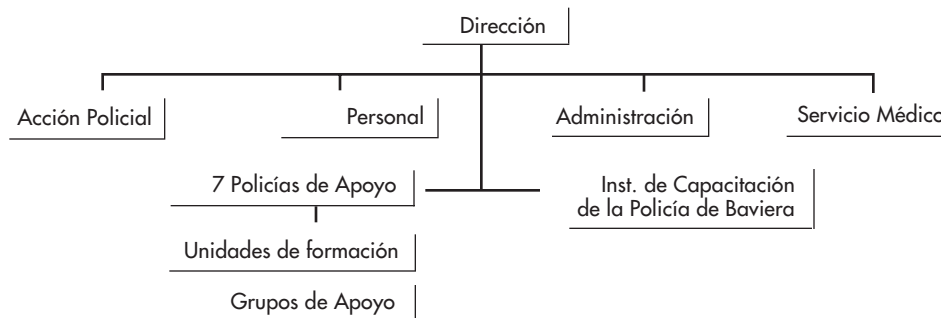 Dirección
Acción Policial
Personal
Administración
Servicio Médico
7 Policías de Apoyo
Inst. de Capacitación
de la Policía de Baviera
Unidades de formación
Grupos de Apoyo